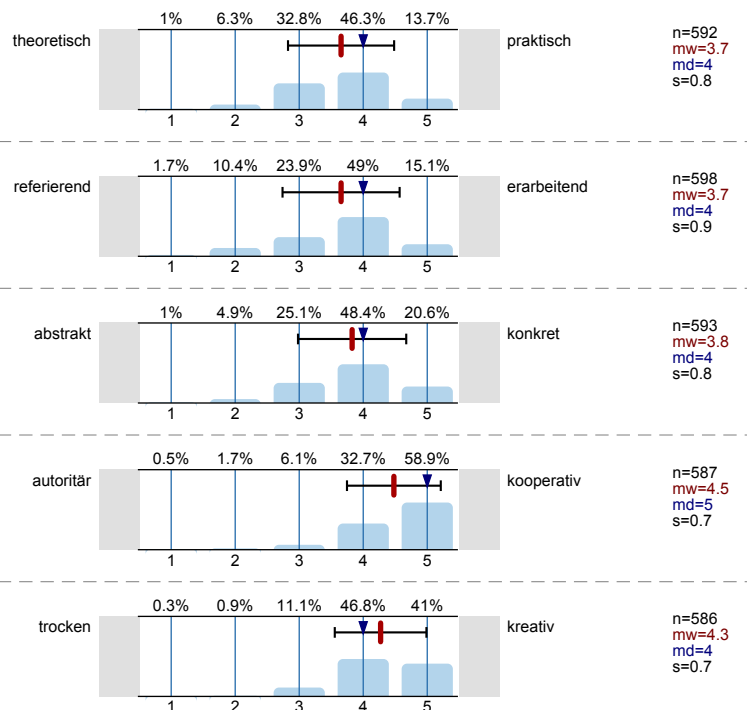 1% 6.3% 32.8% 46.3% 13.7%
theoretisch praktisch
n=592
mw=3.7
md=4
s=0.8
1 2 3 4 5
1.7% 10.4% 23.9% 49% 15.1%
referierend erarbeitend
n=598
mw=3.7
md=4
s=0.9
1 2 3 4 5
1% 4.9% 25.1% 48.4% 20.6%
abstrakt konkret
n=593
mw=3.8
md=4
s=0.8
1 2 3 4 5
0.5% 1.7% 6.1% 32.7% 58.9%
autoritär kooperativ
n=587
mw=4.5
md=5
s=0.7
1 2 3 4 5
0.3% 0.9% 11.1% 46.8% 41%
trocken kreativ
n=586
mw=4.3
md=4
s=0.7
1 2 3 4 5